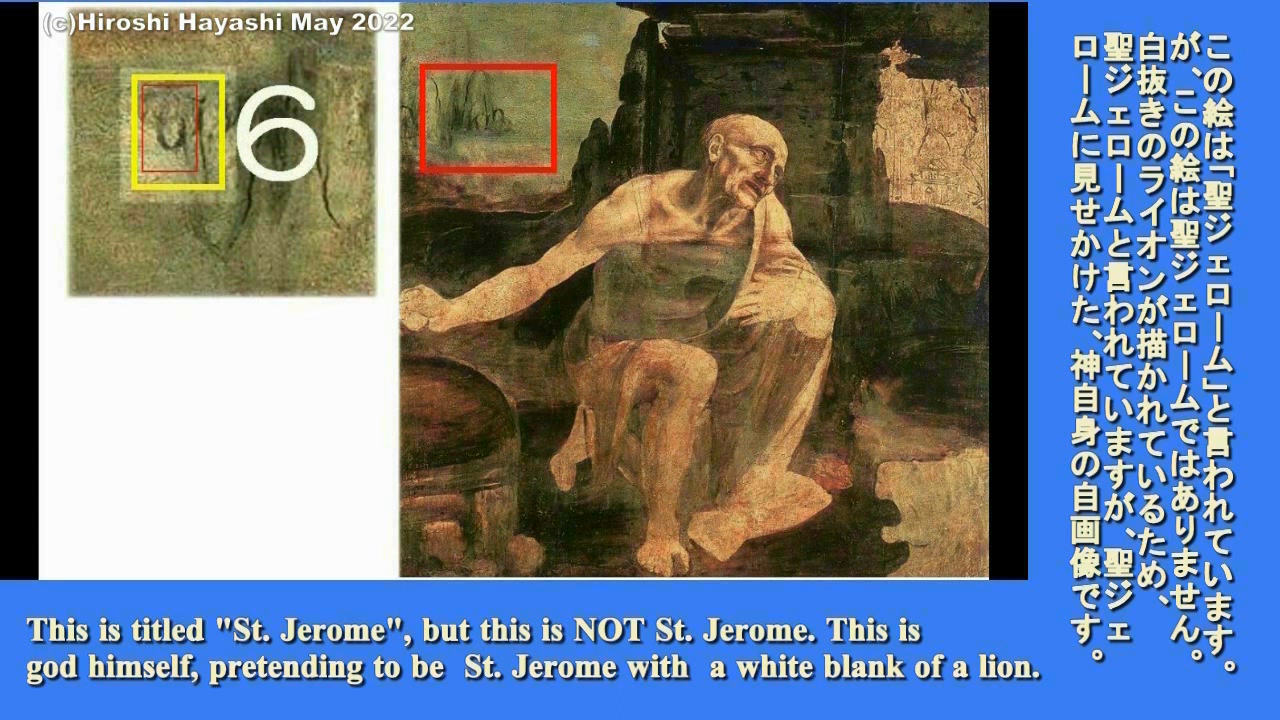 (c)Hiroshi Hayashi May 2022
6
この絵は「聖ジェローム」と言われています。
が、この絵は聖ジェロームではありません。
白抜きのライオンが描かれているため、
聖ジェロームと言われていますが、聖ジェ
ロームに見せかけた、神自身の自画像です。
This is titled "St. Jerome", but this is NOT St. Jerome. This is
god himself, pretending to be St. Jerome with a white blank of a lion.